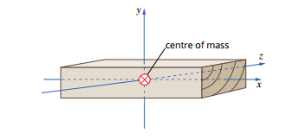 y
centre of mass
z
x